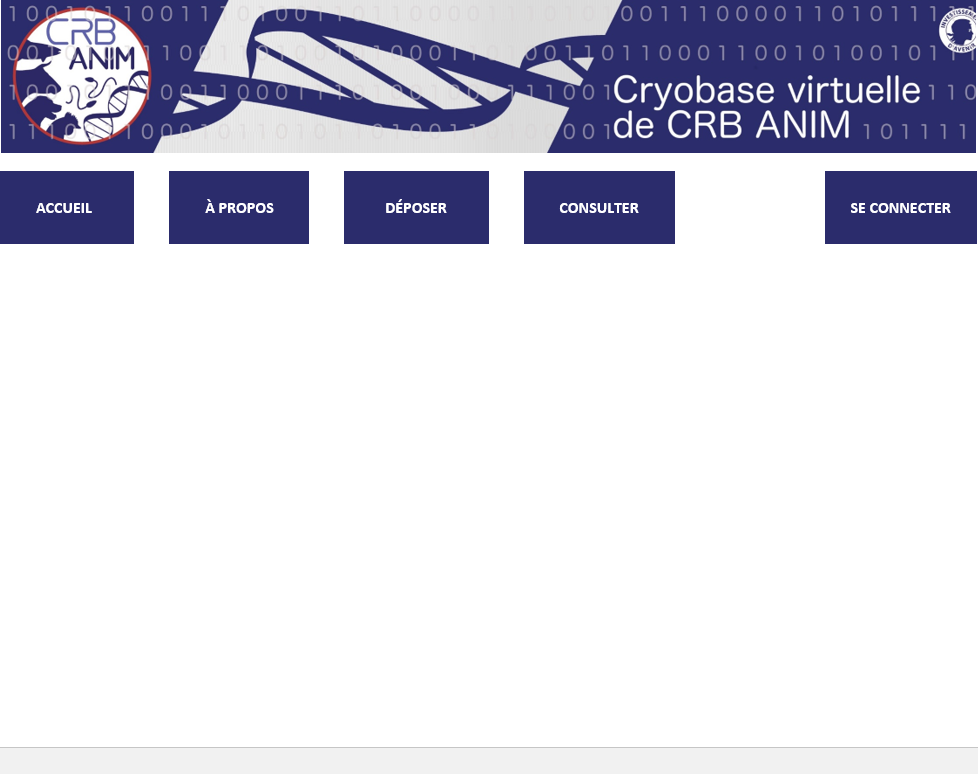 CRB
ANIM
INVESTISSEMENTS
D'AVENIR
Cryobase virtuelle
de CRB ANIM
ACCUEIL
À PROPOS
DÉPOSER
CONSULTER
SE CONNECTER